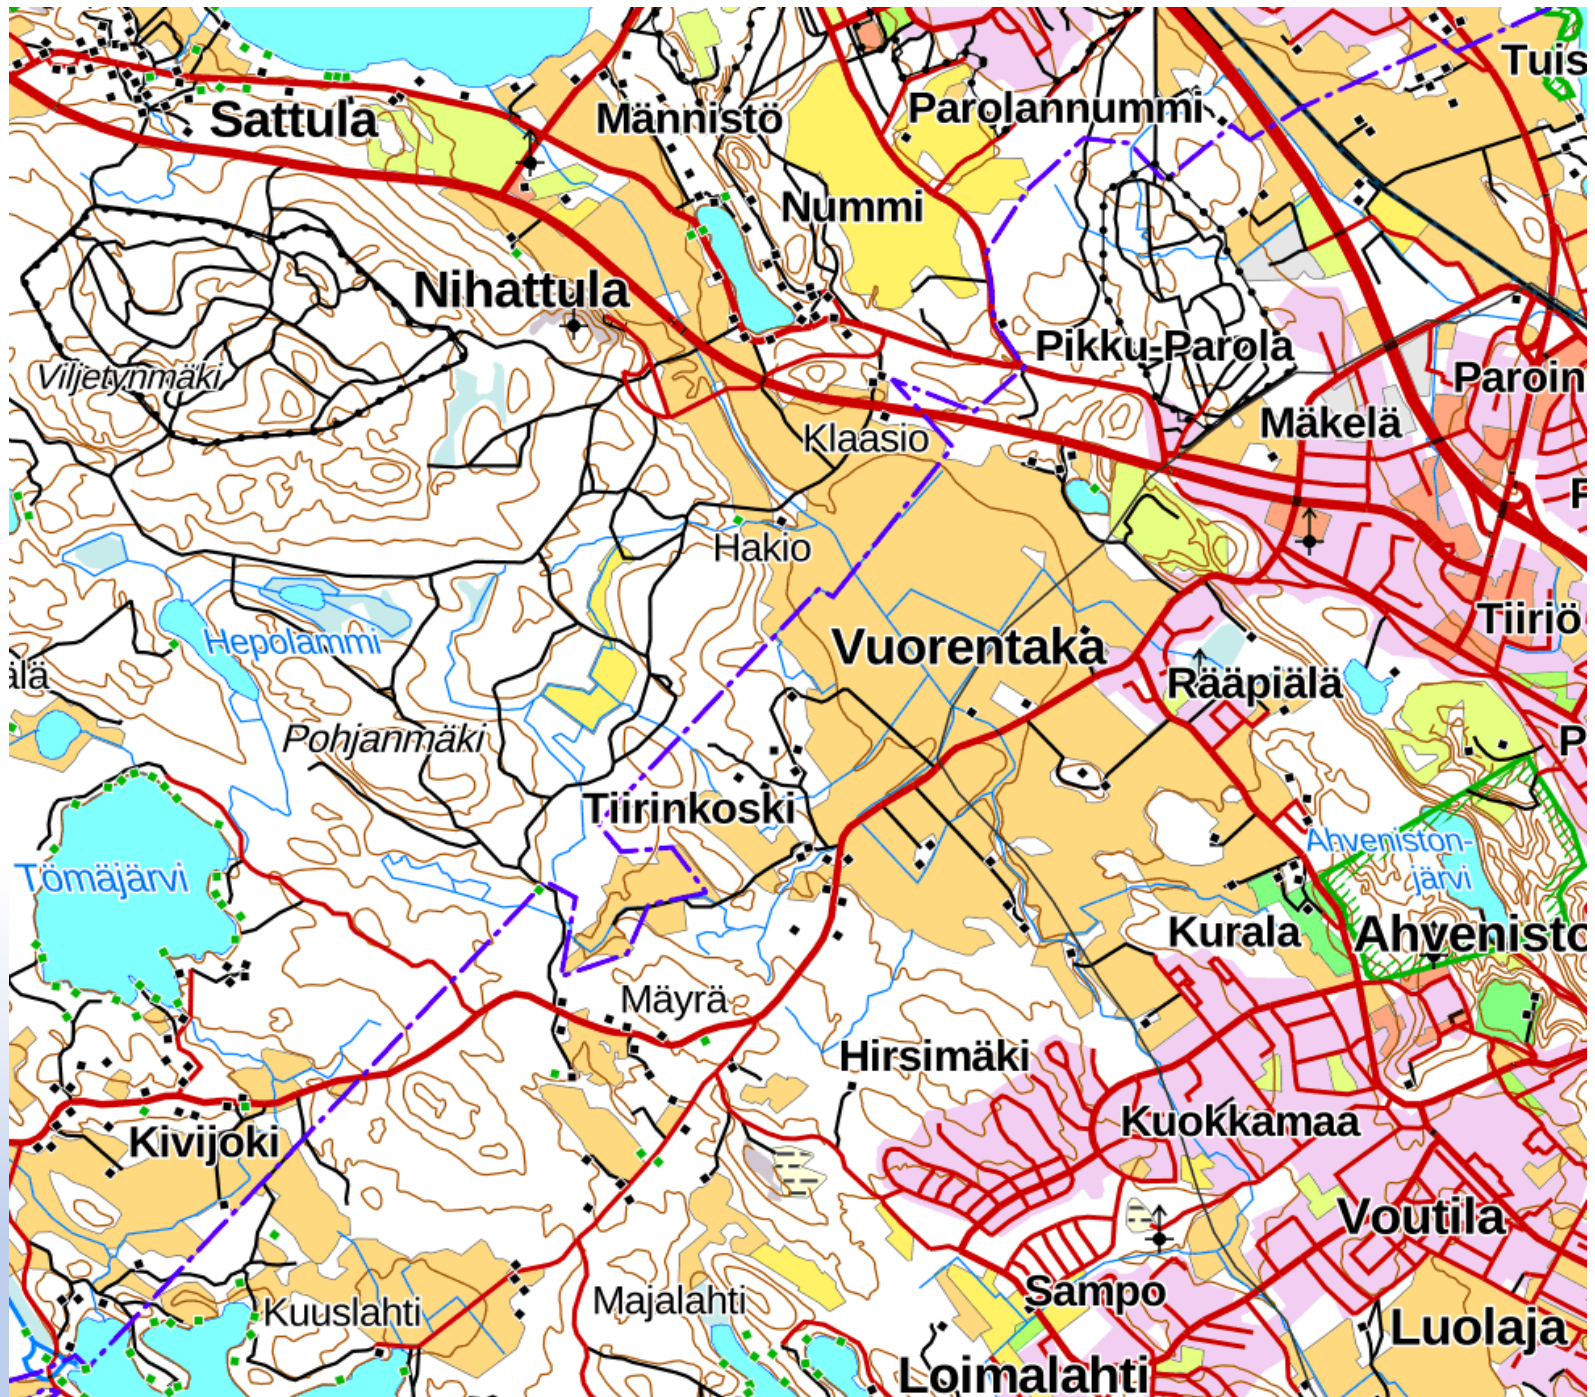 Tuis
Sattula
Männistö
Parolannummi
Nummi
Nihattula
Pikku-Parola
Viljetynmäki
Paroin
Mäkelä
Klaasio
F
Hakio
Tiiriö
Hepolammi
Vuorentaka
älä
Rääpiälä
Pohjanmäki
P
Tiirinkoski
Ahveniston-
järvi
Tömäjärvi
Kurala
Ahvenisto
Mäyrä
Hirsimäki
Kuokkamaa
Kivijoki
Voutila
Sampo
Majalahti
Kuuslahti
Luolaja
Loimalahti